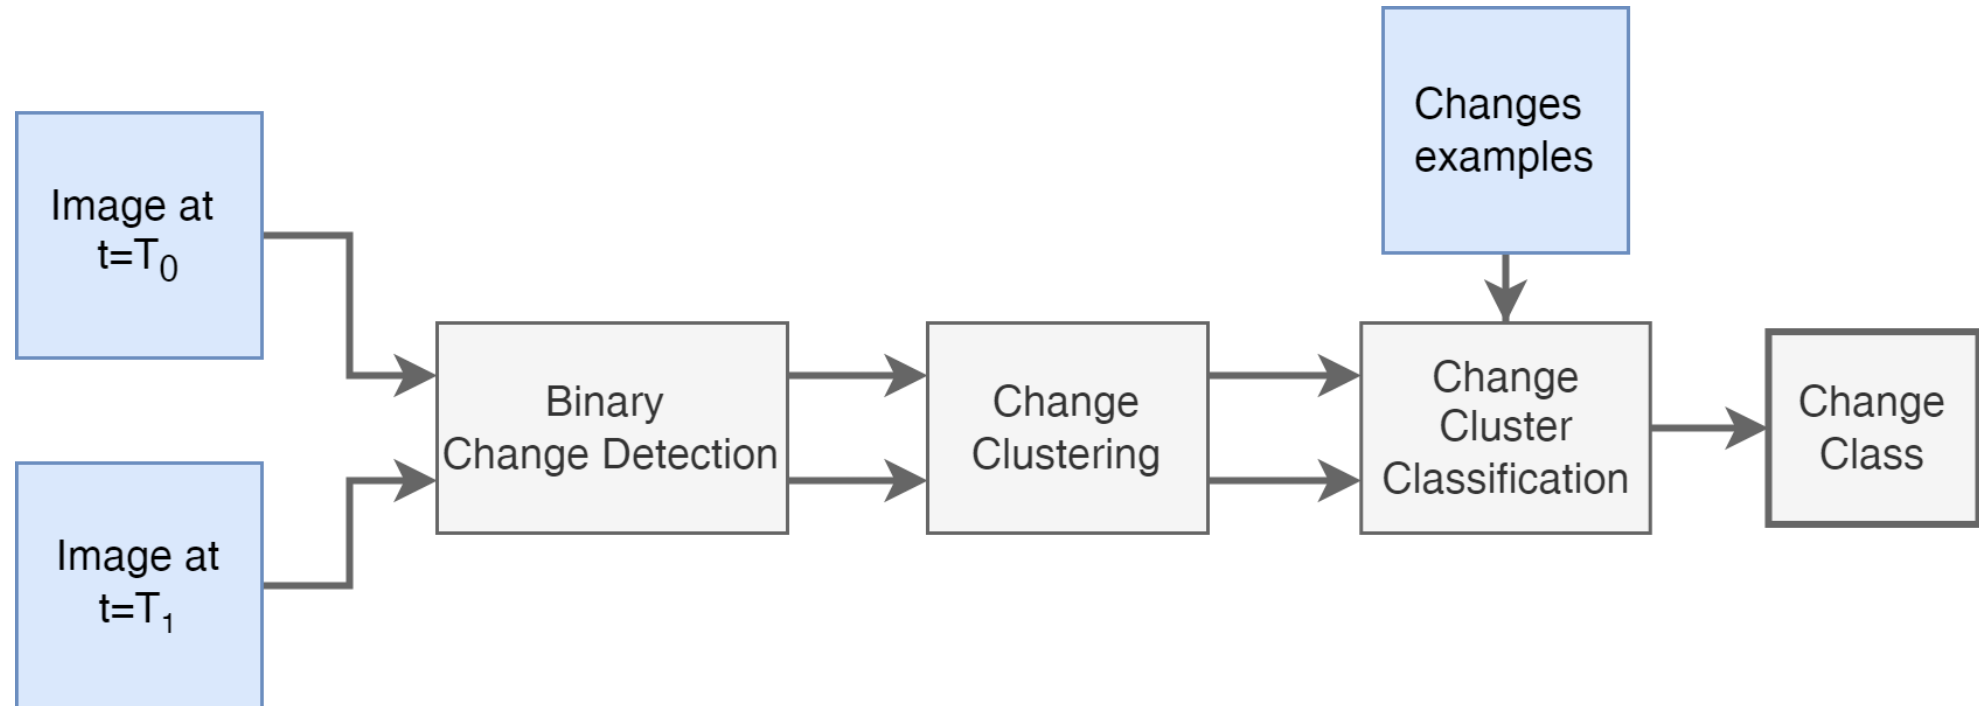 Image at
t=T₀
Image at
t=T₁
Binary
Change Detection
Change
Clustering
Changes
examples
Change
Cluster
Classification
Change
Class